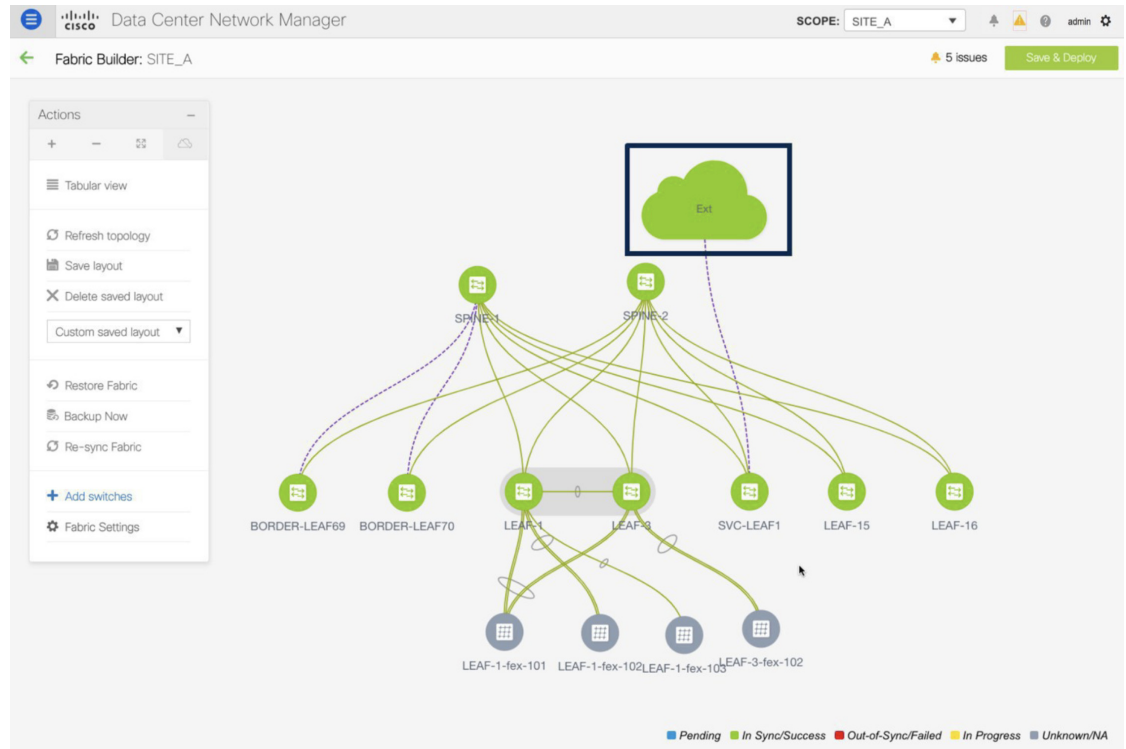 cisco Data Center Network Manager SCOPE: SITE_A admin
Fabric Builder: SITE_A 5 issues Save & Deploy
Actions
Tabular view
Refresh topology
Save layout
Delete saved layout
Custom saved layout
Restore Fabric
Backup Now
Re-sync Fabric
Add switches
Fabric Settings
Ext
SPINE-1 SPINE-2
BORDER-LEAF69 BORDER-LEAF70 LEAF-1 LEAF-3 SVC-LEAF1 LEAF-15 LEAF-16
LEAF-1-fex-101 LEAF-1-fex-102 LEAF-1-fex-103 LEAF-3-fex-102
Pending In Sync/Success Out-of-Sync/Failed In Progress Unknown/NA